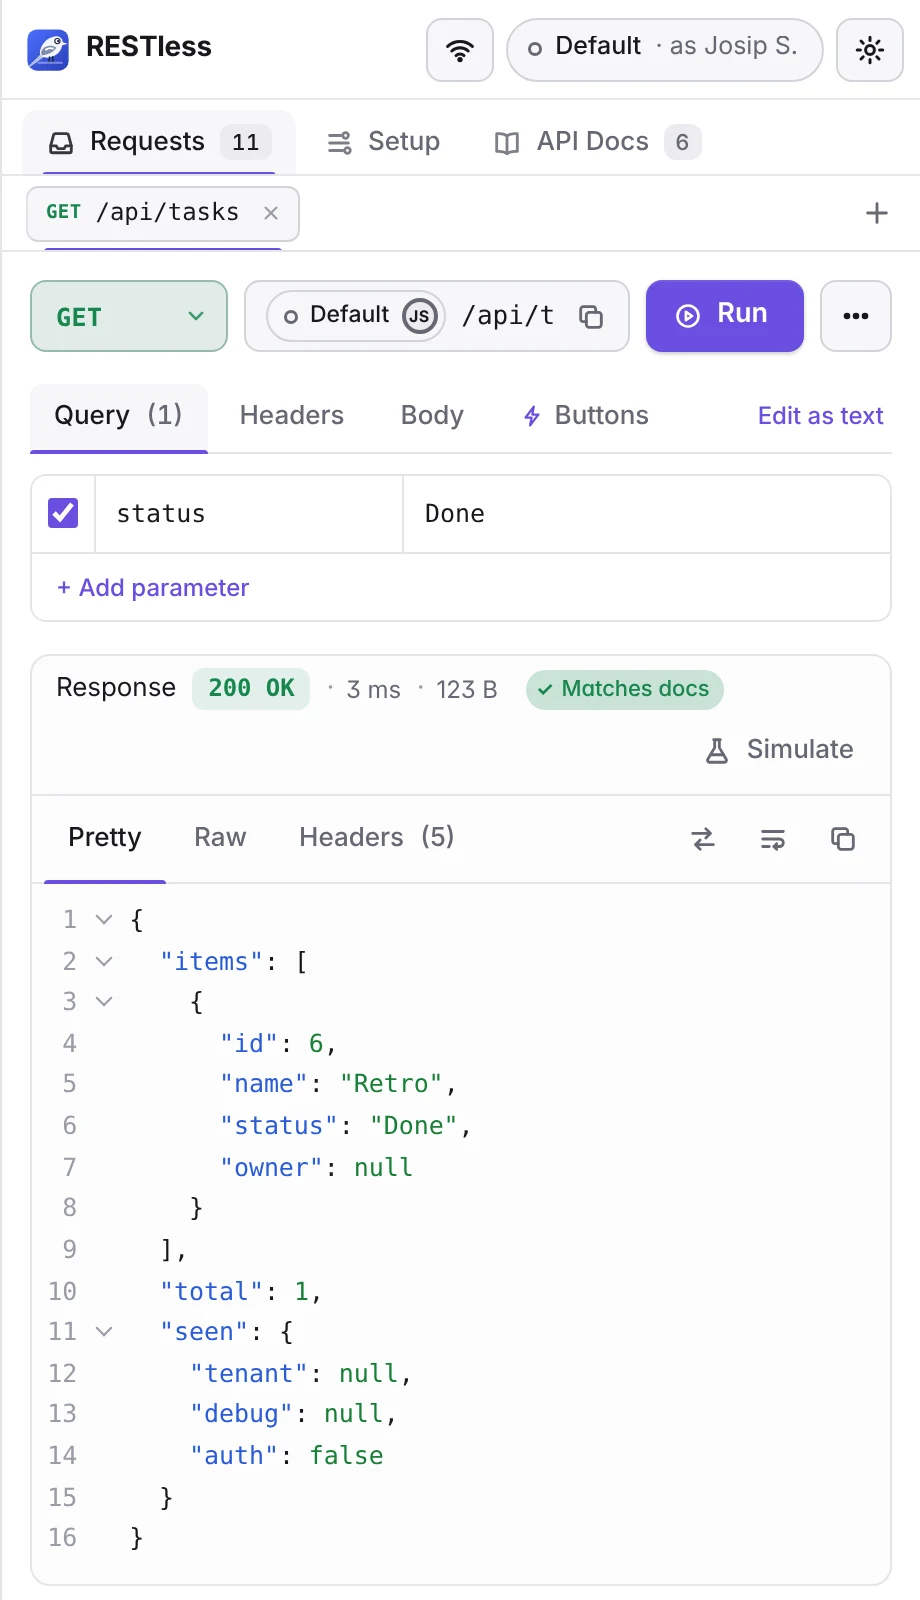 RESTless
Default · as Josip S.
Requests 11
Setup
API Docs 6
GET /api/tasks ×
+
GET
Default JS /api/t
Run
•••
Query (1)
Headers
Body
Buttons
Edit as text
status
Done
+ Add parameter
Response 200 OK · 3 ms · 123 B ✓ Matches docs
Simulate
Pretty
Raw
Headers (5)
1 {
2 "items": [
3 {
4 "id": 6,
5 "name": "Retro",
6 "status": "Done",
7 "owner": null
8 }
9 ],
10 "total": 1,
11 "seen": {
12 "tenant": null,
13 "debug": null,
14 "auth": false
15 }
16 }